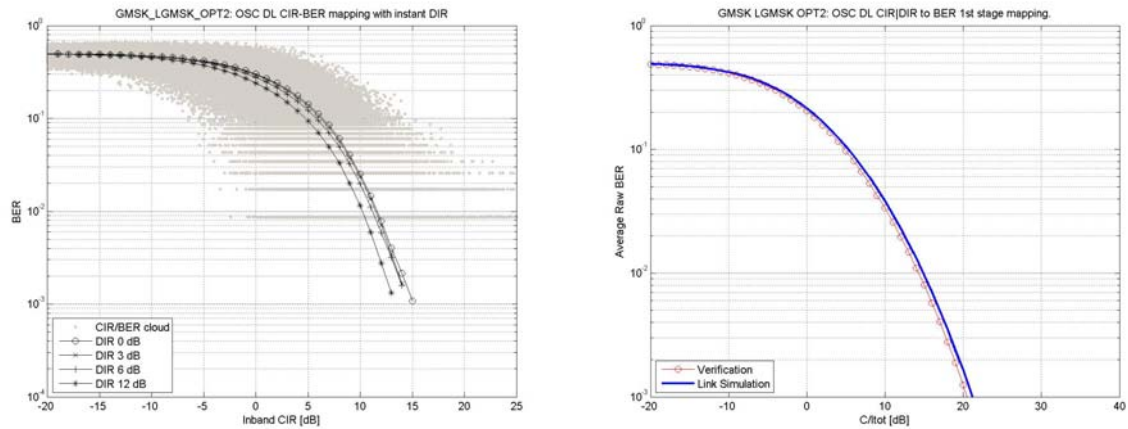 GMSK_LGMSK_OPT2: OSC DL CIR-BER mapping with instant DIR
10^0
10^-1
10^-2
10^-3
10^-4
BER
CIR/BER cloud
DIR 0 dB
DIR 3 dB
DIR 6 dB
DIR 12 dB
-20 -15 -10 -5 0 5 10 15 20 25
Inband CIR [dB]
GMSK LGMSK OPT2: OSC DL CIR|DIR to BER 1st stage mapping.
10^0
10^-1
10^-2
10^-3
Average Raw BER
Verification
Link Simulation
-20 -10 0 10 20 30 40
C/Itot [dB]